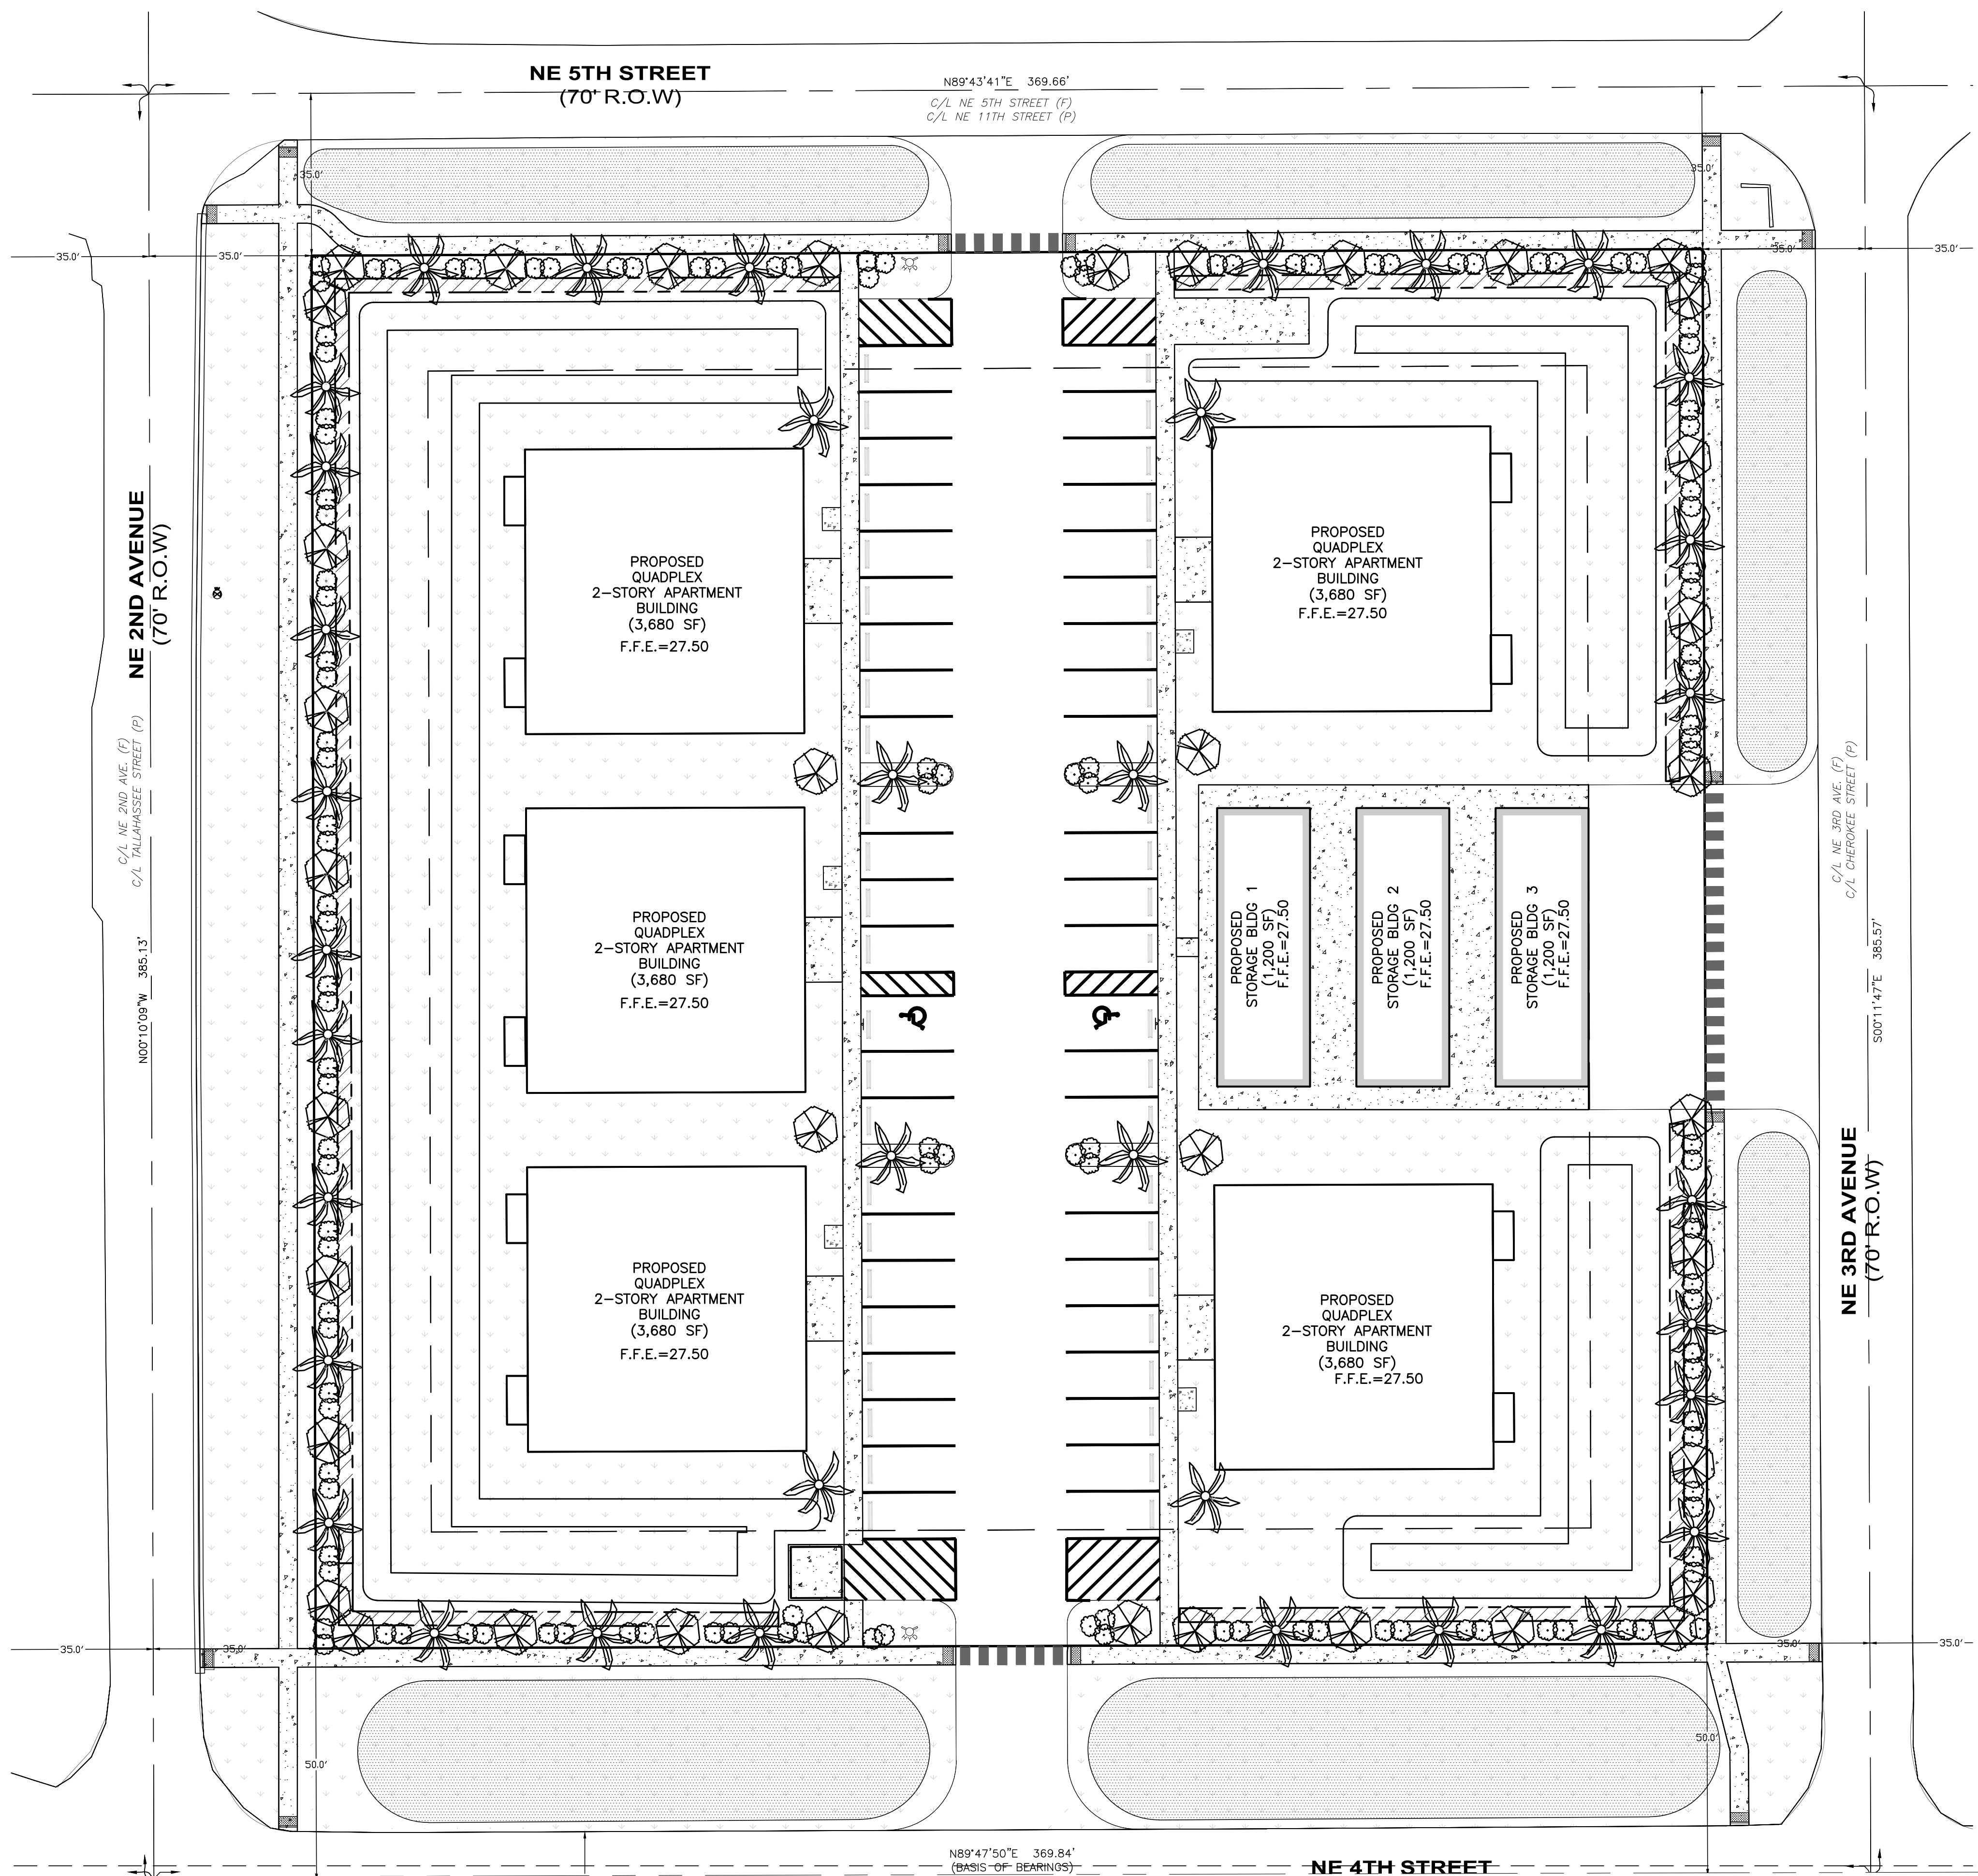 NE 5TH STREET
(70' R.O.W)
N89°43'41"E 369.66'
C/L NE 5TH STREET (F)
C/L NE 11TH STREET (P)
35.0'
35.0'
35.0'
35.0'
35.0'
35.0'
NE 2ND AVENUE
(70' R.O.W)
C/L NE 2ND AVE. (F)
C/L TALLAHASSEE STREET (P)
N00°10'09"W 385.13'
PROPOSED
QUADPLEX
2-STORY APARTMENT
BUILDING
(3,680 SF)
F.F.E.=27.50
PROPOSED
QUADPLEX
2-STORY APARTMENT
BUILDING
(3,680 SF)
F.F.E.=27.50
PROPOSED
QUADPLEX
2-STORY APARTMENT
BUILDING
(3,680 SF)
F.F.E.=27.50
PROPOSED
QUADPLEX
2-STORY APARTMENT
BUILDING
(3,680 SF)
F.F.E.=27.50
PROPOSED
STORAGE BLDG 1
(1,200 SF)
F.F.E.=27.50
PROPOSED
STORAGE BLDG 2
(1,200 SF)
F.F.E.=27.50
PROPOSED
STORAGE BLDG 3
(1,200 SF)
F.F.E.=27.50
PROPOSED
QUADPLEX
2-STORY APARTMENT
BUILDING
(3,680 SF)
F.F.E.=27.50
C/L NE 3RD AVE. (F)
C/L CHEROKEE STREET (P)
S00°11'47"E 385.57'
NE 3RD AVENUE
(70' R.O.W)
35.0'
35.0'
35.0'
35.0'
50.0'
50.0'
N89°47'50"E 369.84'
(BASIS OF BEARINGS)
NE 4TH STREET